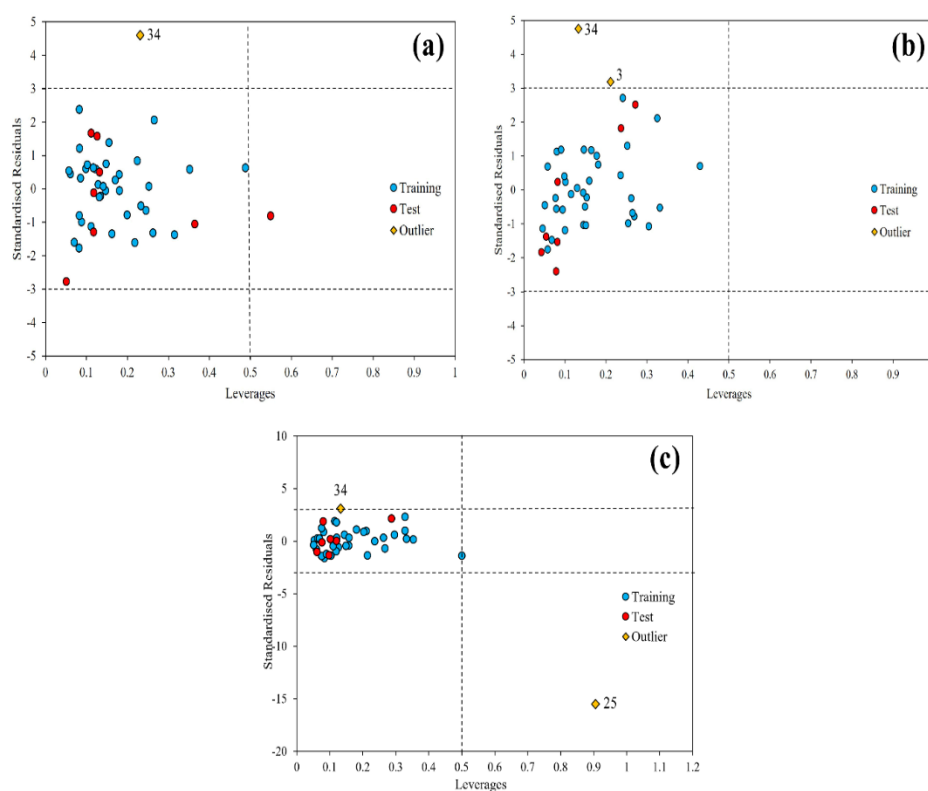 (a)
5
4
3
2
1
0
-1
-2
-3
-4
-5
34
Standardised Residuals
Training
Test
Outlier
0 0.1 0.2 0.3 0.4 0.5 0.6 0.7 0.8 0.9 1
Leverages
(b)
5
4
3
2
1
0
-1
-2
-3
-4
-5
34
3
Standardised Residuals
Training
Test
Outlier
0 0.1 0.2 0.3 0.4 0.5 0.6 0.7 0.8 0.9
Leverages
(c)
10
5
0
-5
-10
-15
-20
34
Standardised Residuals
Training
Test
Outlier
25
0 0.1 0.2 0.3 0.4 0.5 0.6 0.7 0.8 0.9 1 1.1 1.2
Leverages